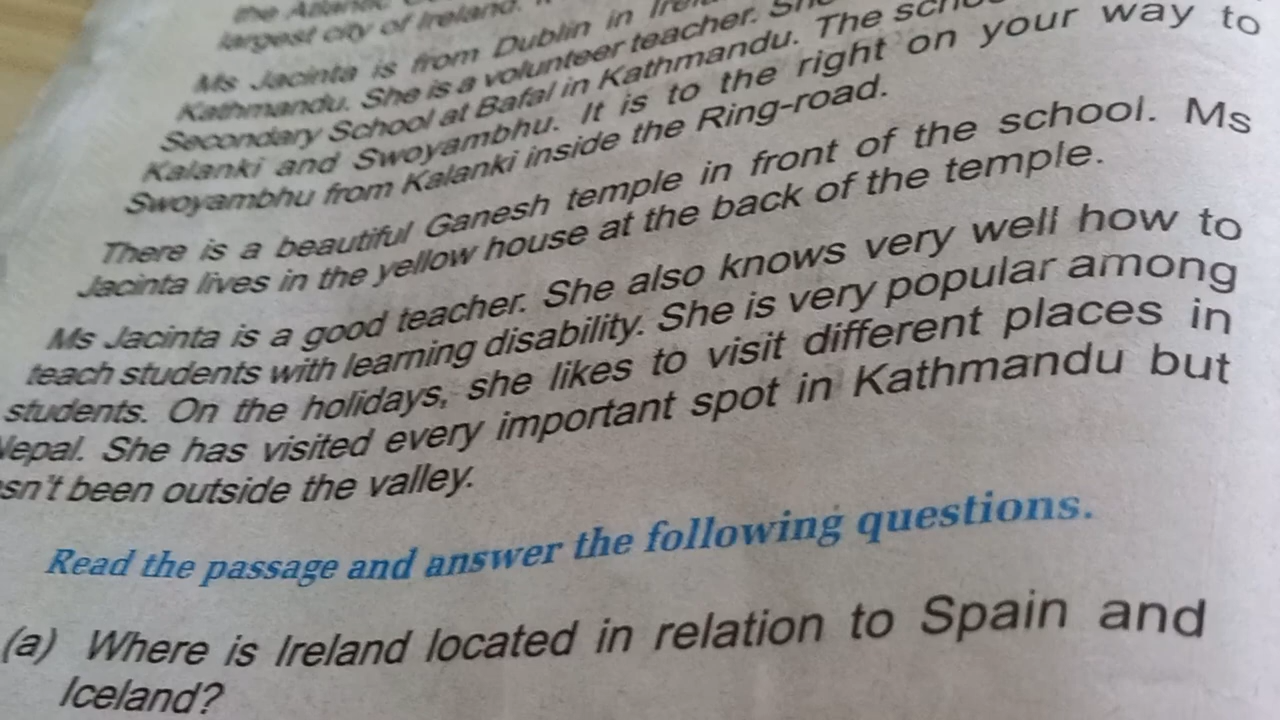 the Atlantic
largest city of Ireland.
Ms Jacinta is from Dublin in
Kathmandu. She is a volunteer teacher.
Secondary School at Bafal in Kathmandu. The
Kalanki and Swoyambhu. It is to the right on your way to
Swoyambhu from Kalanki inside the Ring-road.
There is a beautiful Ganesh temple in front of the school. Ms
Jacinta lives in the yellow house at the back of the temple.
Ms Jacinta is a good teacher. She also knows very well how to
teach students with learning disability. She is very popular among
students. On the holidays, she likes to visit different places in
Nepal. She has visited every important spot in Kathmandu but
sn't been outside the valley.
Read the passage and answer the following questions.
(a) Where is Ireland located in relation to Spain and
Iceland?